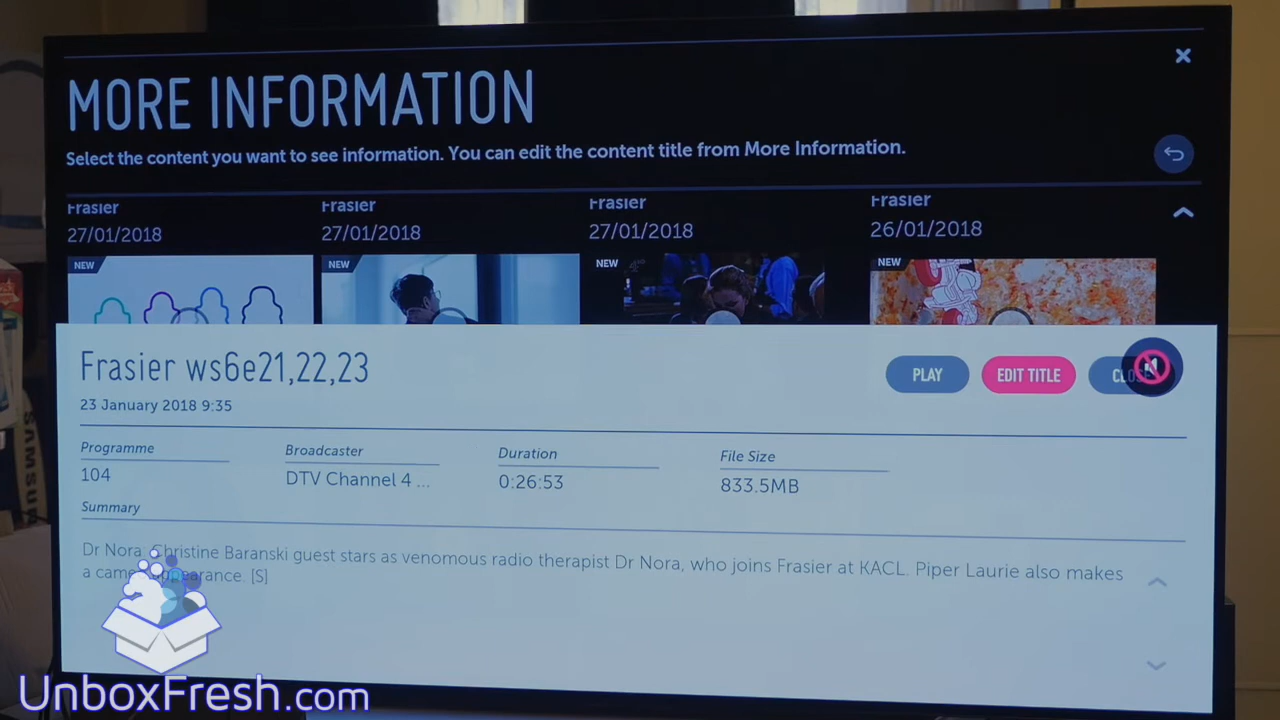 MORE INFORMATION
Select the content you want to see information. You can edit the content title from More Information.
Frasier Frasier Frasier Frasier
27/01/2018 27/01/2018 27/01/2018 26/01/2018
NEW NEW NEW NEW
Frasier ws6e21,22,23
PLAY EDIT TITLE
23 January 2018 9:35
Programme Broadcaster Duration File Size
104 DTV Channel 4 ... 0:26:53 833.5MB
Summary
Dr Nora: Christine Baranski guest stars as venomous radio therapist Dr Nora, who joins Frasier at KACL. Piper Laurie also makes
a cameo appearance. [S]
SAMSUNG
UnboxFresh.com